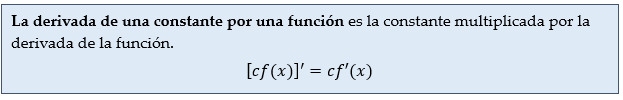 La derivada de una constante por una función es la constante multiplicada por la
derivada de la función.
[cf(x)]′ = cf′(x)